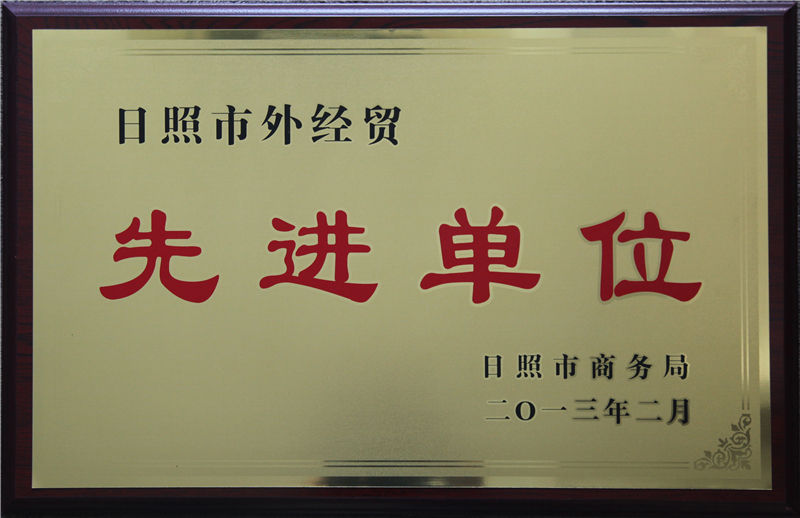 日照市外经贸
先进单位
日照市商务局
二O一三年二月